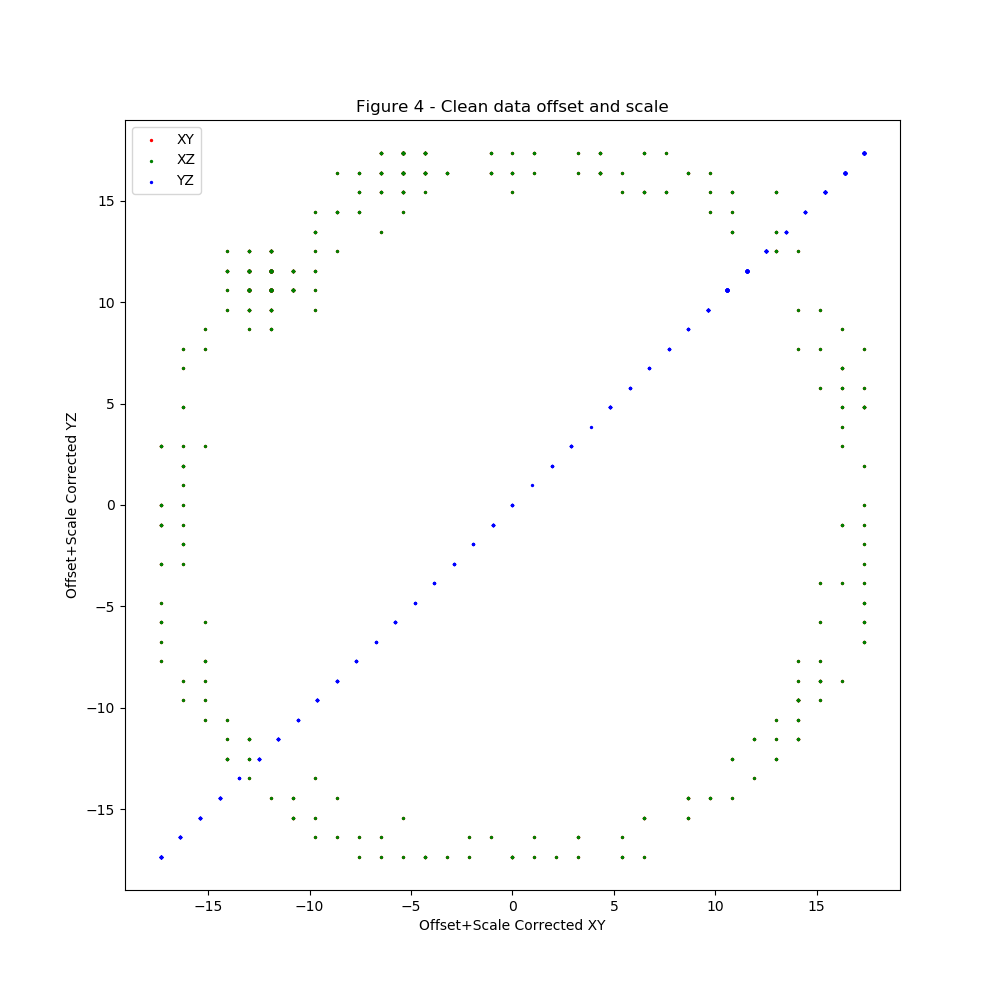 Figure 4 - Clean data offset and scale
XY
XZ
YZ
15
10
5
0
−5
−10
−15
Offset+Scale Corrected YZ
−15 −10 −5 0 5 10 15
Offset+Scale Corrected XY